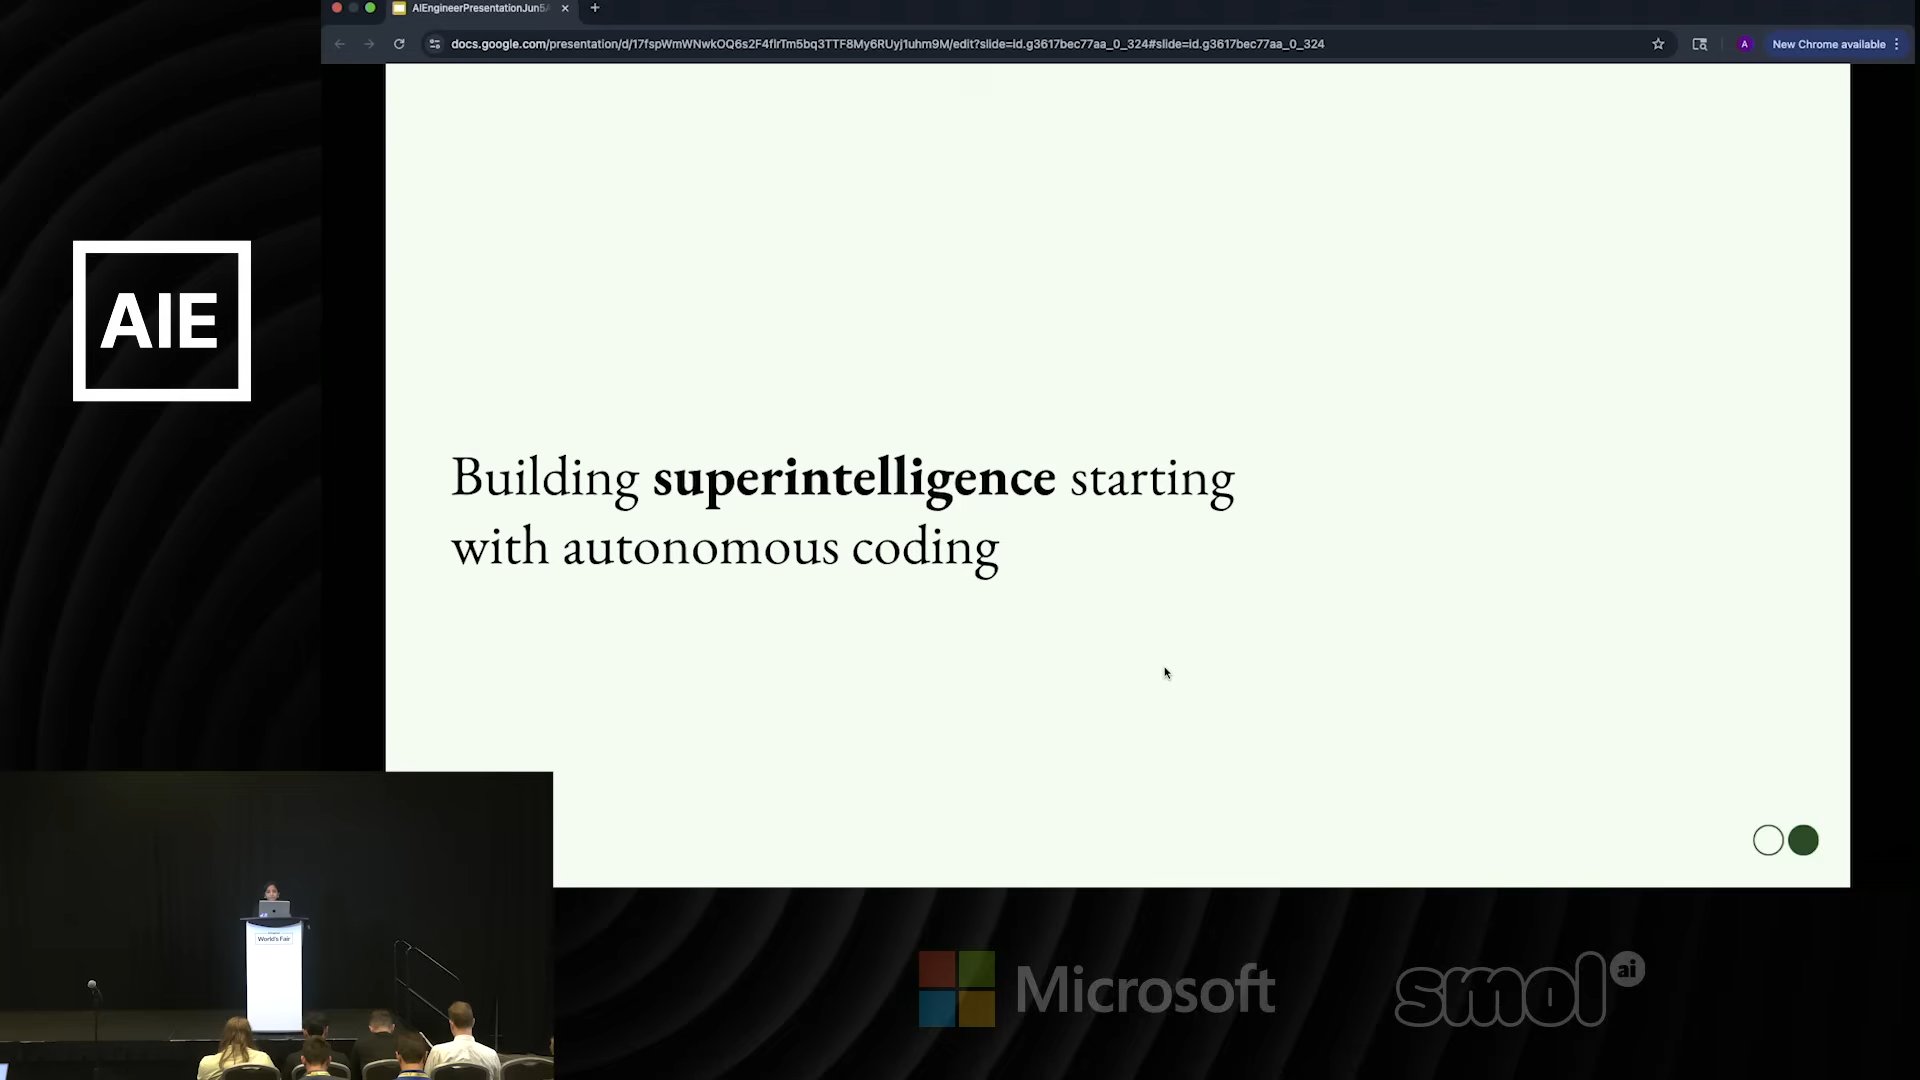 AIEngineerPresentationJun5
docs.google.com/presentation/d/17fspWmWNwkOQ6s2F4flrTm5bq3TTF8My6RUyj1uhm9M/edit?slide=id.g3617bec77aa_0_324#slide=id.g3617bec77aa_0_324
A
New Chrome available
AIE
Building superintelligence starting
with autonomous coding
World's Fair
Microsoft
smol ai